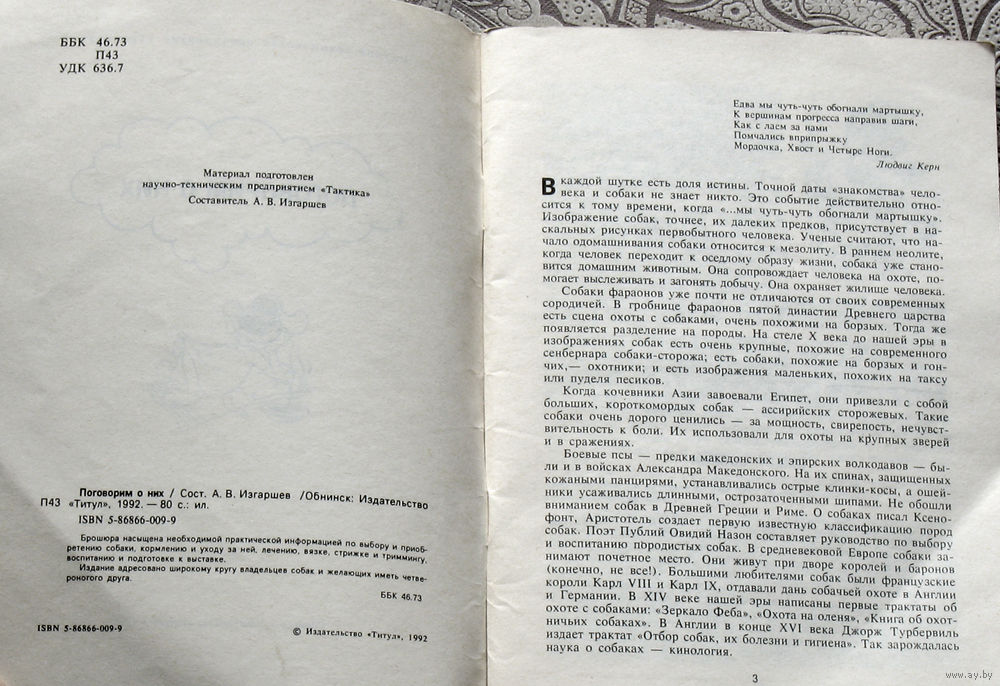 ББК 46.73
П43
УДК 636.7
Материал подготовлен
научно-техническим предприятием «Тактика»
Составитель А. В. Изгаршев
Поговорим о них / Сост. А. В. Изгаршев /Обнинск; Издательство
П43 «Титул», 1992. — 80 с.: ил.
ISBN 5-86866-009-9
Брошюра насыщена необходимой практической информацией по выбору и приоб-
ретению собаки, кормлению и уходу за ней, лечению, вязке, стрижке и триммингу,
воспитанию и подготовке к выставке.
Издание адресовано широкому кругу владельцев собак и желающих иметь четве-
роногого друга.
ББК 46.73
ISBN 5-86866-009-9
© Издательство «Титул», 1992
Едва мы чуть-чуть обогнали мартышку,
К вершинам прогресса направив шаги,
Как с лаем за нами
Помчались вприпрыжку
Мордочка, Хвост и Четыре Ноги.
Людвиг Керн
В каждой шутке есть доля истины. Точной даты «знакомства» чело-
века и собаки не знает никто. Это событие действительно отно-
сится к тому времени, когда «...мы чуть-чуть обогнали мартышку».
Изображение собак, точнее, их далеких предков, присутствует в на-
скальных рисунках первобытного человека. Ученые считают, что на-
чало одомашнивания собаки относится к мезолиту. В раннем неолите,
когда человек переходит к оседлому образу жизни, собака уже стано-
вится домашним животным. Она сопровождает человека на охоте, по-
могает выслеживать и загонять добычу. Она охраняет жилище человека.
Собаки фараонов уже почти не отличаются от своих современных
сородичей. В гробнице фараонов пятой династии Древнего царства
есть сцена охоты с собаками, очень похожими на борзых. Тогда же
появляется разделение на породы. На стеле X века до нашей эры в
изображениях собак есть очень крупные, похожие на современного
сенбернара собаки-сторожа; есть собаки, похожие на борзых и гон-
чих,— охотники; и есть изображения маленьких, похожих на таксу
или пуделя песиков.
Когда кочевники Азии завоевали Египет, они привезли с собой
больших, короткомордых собак — ассирийских сторожевых. Такие
собаки очень дорого ценились — за мощность, свирепость, нечувст-
вительность к боли. Их использовали для охоты на крупных зверей
и в сражениях.
Боевые псы — предки македонских и эпирских волкодавов — бы-
ли и в войсках Александра Македонского. На их спинах, защищенных
кожаными панцирями, устанавливались острые клинки-косы, а ошей-
ники усаживались длинными, острозаточенными шипами. Не обошли
вниманием собак в Древней Греции и Риме. О собаках писал Ксено-
фонт, Аристотель создает первую известную классификацию пород
собак. Поэт Публий Овидий Назон составляет руководство по выбору
и воспитанию породистых собак. В средневековой Европе собаки за-
нимают почетное место. Они живут при дворе королей и баронов
(конечно, не все!). Большими любителями собак были французские
короли Карл VIII и Карл IX, отдавали дань собачьей охоте в Англии
и Германии. В XIV веке нашей эры написаны первые трактаты об
охоте с собаками: «Зеркало Феба», «Охота на оленя», «Книга об охот-
ничьих собаках». В Англии в конце XVI века Джорж Турбервиль
издает трактат «Отбор собак, их болезни и гигиена». Так зарождалась
наука о собаках — кинология.
3
www.ay.by